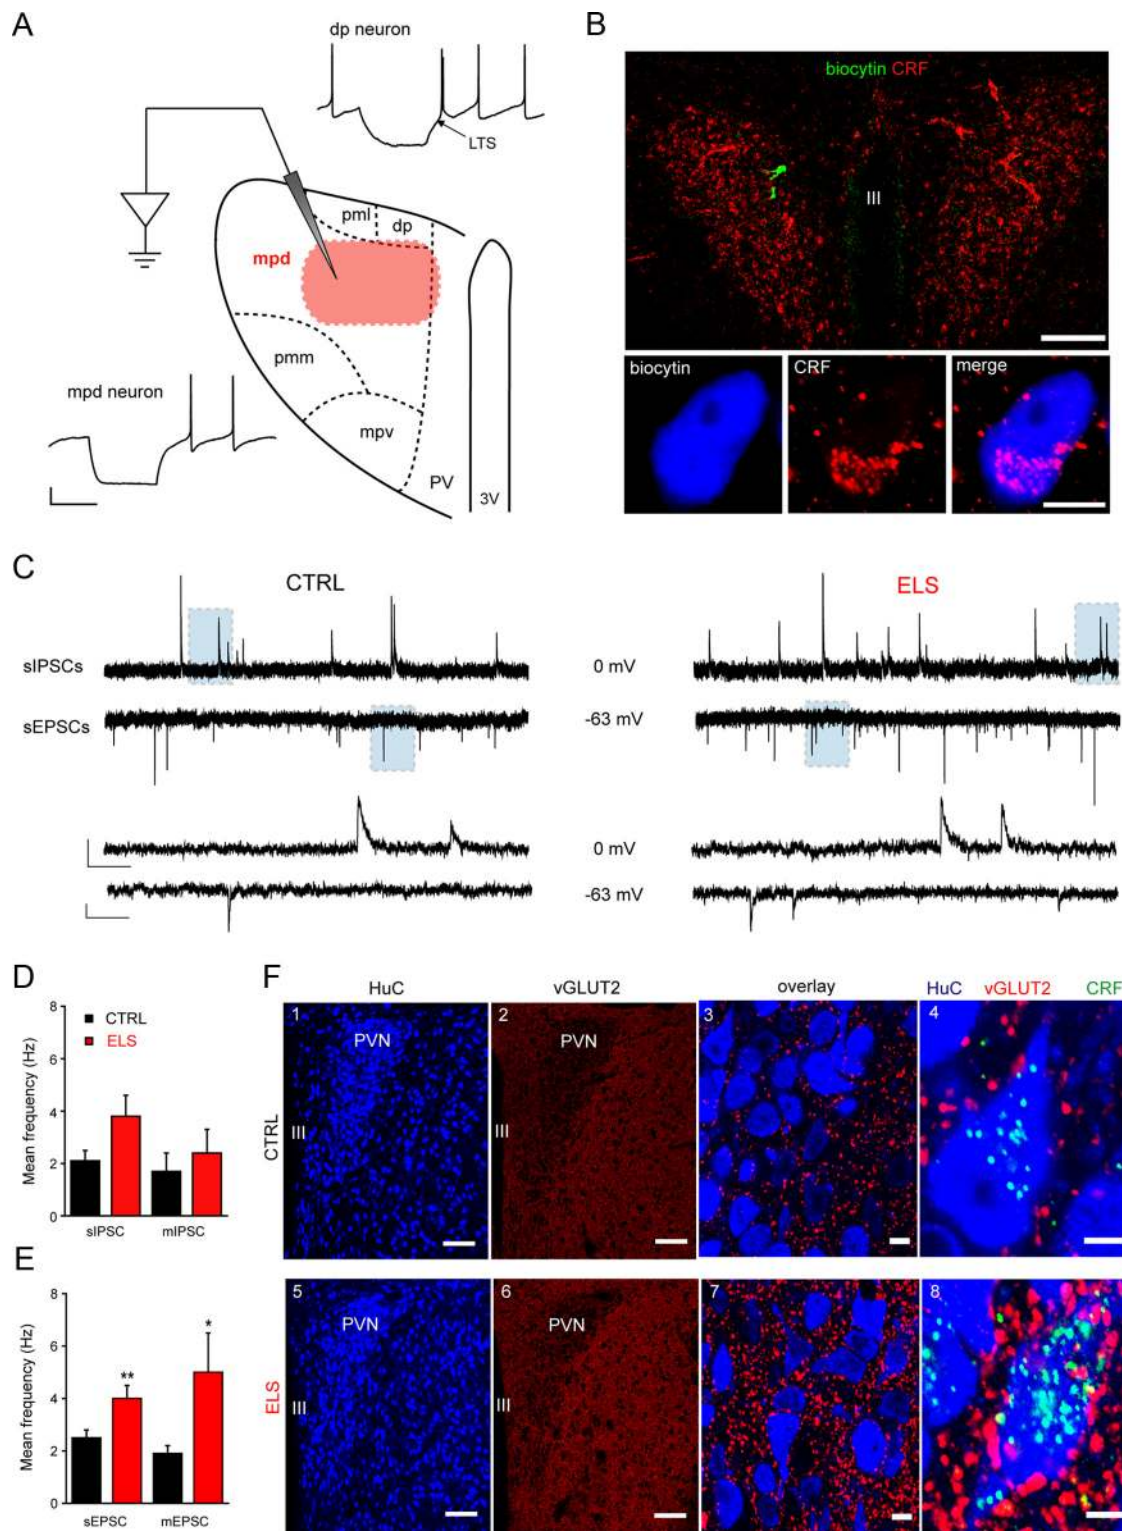 A
dp neuron
LTS
pml
dp
mpd
pmm
mpv
PV
3V
mpd neuron
B
biocytin CRF
III
biocytin
CRF
merge
C
CTRL
ELS
sIPSCs
0 mV
sEPSCs
-63 mV
0 mV
-63 mV
D
Mean frequency (Hz)
8
6
4
2
0
CTRL
ELS
sIPSC
mIPSC
E
Mean frequency (Hz)
8
6
4
2
0
**
*
sEPSC
mEPSC
F
HuC
vGLUT2
overlay
HuC vGLUT2 CRF
CTRL
1
PVN
III
2
PVN
III
3
4
ELS
5
PVN
III
6
PVN
III
7
8